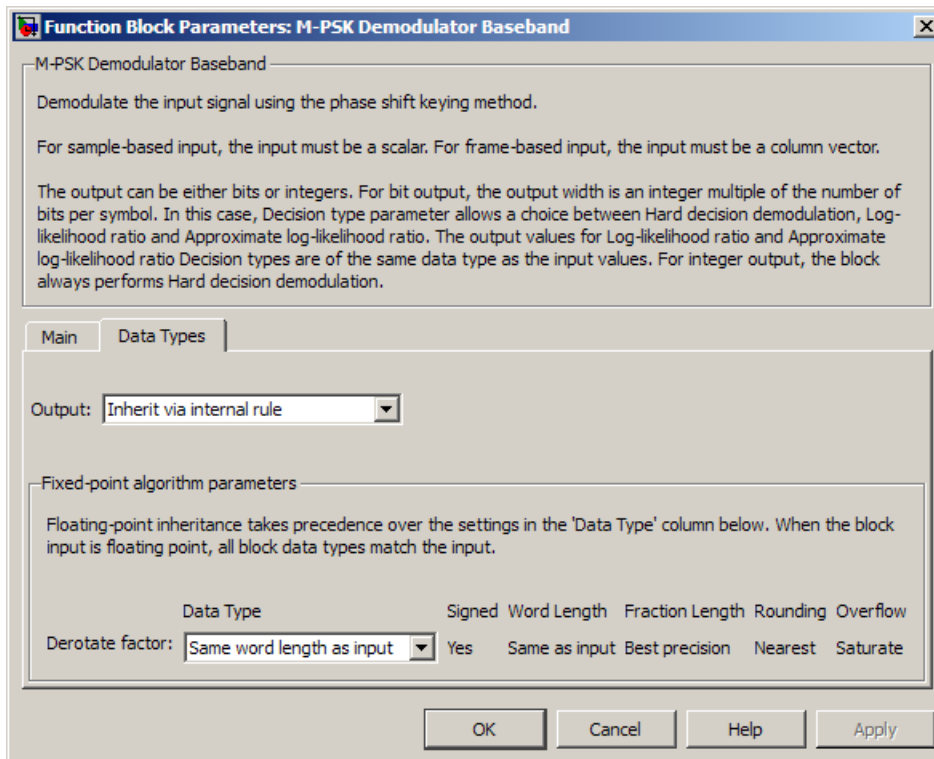 Function Block Parameters: M-PSK Demodulator Baseband
M-PSK Demodulator Baseband
Demodulate the input signal using the phase shift keying method.
For sample-based input, the input must be a scalar. For frame-based input, the input must be a column vector.
The output can be either bits or integers. For bit output, the output width is an integer multiple of the number of
bits per symbol. In this case, Decision type parameter allows a choice between Hard decision demodulation, Log-
likelihood ratio and Approximate log-likelihood ratio. The output values for Log-likelihood ratio and Approximate
log-likelihood ratio Decision types are of the same data type as the input values. For integer output, the block
always performs Hard decision demodulation.
Main Data Types
Output: Inherit via internal rule
Fixed-point algorithm parameters
Floating-point inheritance takes precedence over the settings in the 'Data Type' column below. When the block
input is floating point, all block data types match the input.
Data Type Signed Word Length Fraction Length Rounding Overflow
Derotate factor: Same word length as input Yes Same as input Best precision Nearest Saturate
OK Cancel Help Apply